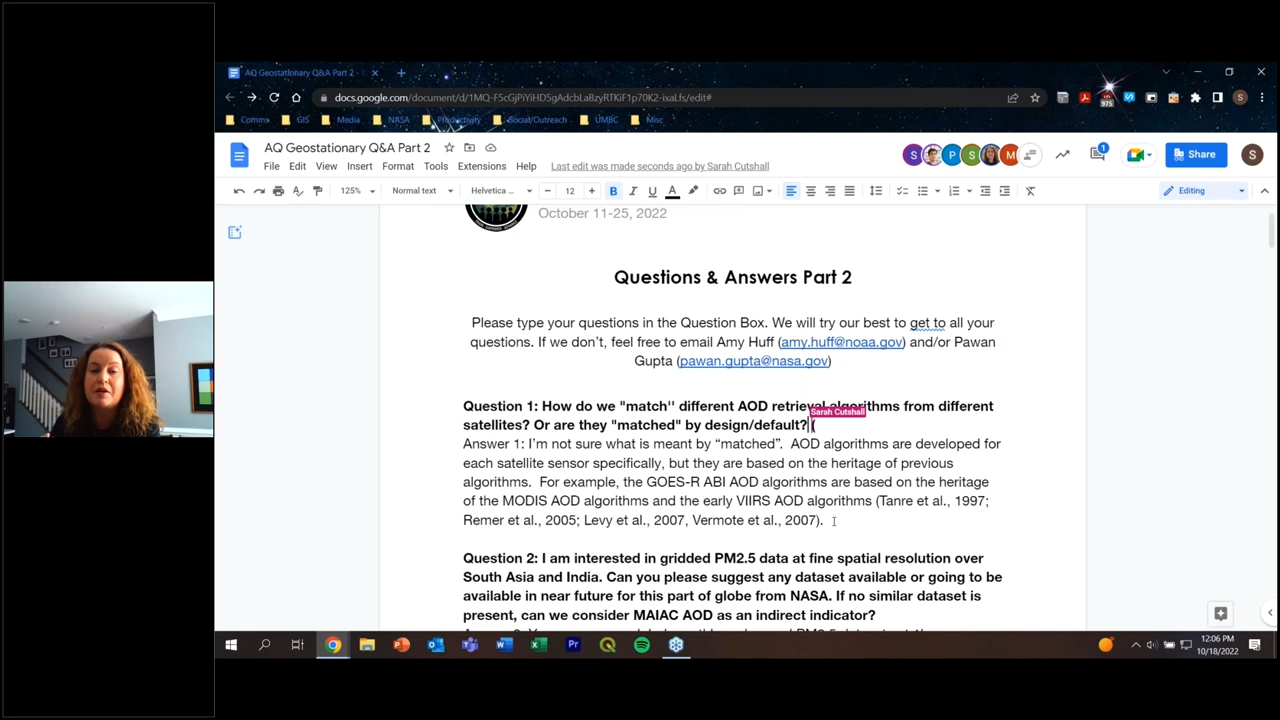 AQ Geostationary Q&A Part 2
docs.google.com/document/d/1MQ-F5cGjPiYiHD5gAdcbLaBzyRTKiF1p70K2-ixaLfs/edit#
975
S
Comms GIS Media NASA Productivity Social/Outreach UMBC Misc
AQ Geostationary Q&A Part 2
File Edit View Insert Format Tools Extensions Help Last edit was made seconds ago by Sarah Cutshall
S P S M 1 Share S
125% Normal text Helvetica ... 12 B I U A Editing
October 11-25, 2022
Questions & Answers Part 2
Please type your questions in the Question Box. We will try our best to get to all your
questions. If we don't, feel free to email Amy Huff (amy.huff@noaa.gov) and/or Pawan
Gupta (pawan.gupta@nasa.gov)
Question 1: How do we "match'' different AOD retrieval algorithms from different
Sarah Cutshall
satellites? Or are they "matched" by design/default? (
Answer 1: I'm not sure what is meant by "matched". AOD algorithms are developed for
each satellite sensor specifically, but they are based on the heritage of previous
algorithms. For example, the GOES-R ABI AOD algorithms are based on the heritage
of the MODIS AOD algorithms and the early VIIRS AOD algorithms (Tanre et al., 1997;
Remer et al., 2005; Levy et al., 2007, Vermote et al., 2007).
Question 2: I am interested in gridded PM2.5 data at fine spatial resolution over
South Asia and India. Can you please suggest any dataset available or going to be
available in near future for this part of globe from NASA. If no similar dataset is
present, can we consider MAIAC AOD as an indirect indicator?
12:06 PM
10/18/2022